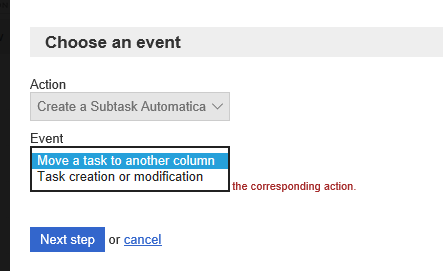 Choose an event
Action
Create a Subtask Automatica
Event
Move a task to another column
Task creation or modification
the corresponding action.
Next step or cancel